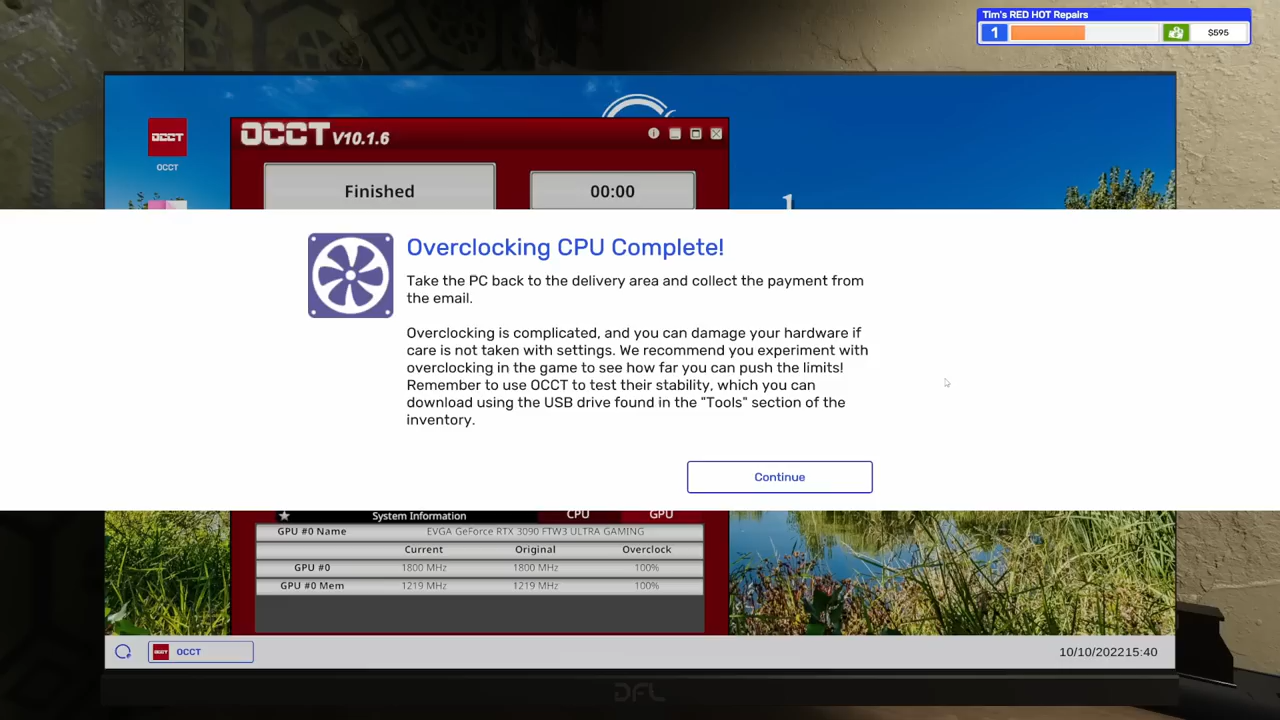 Tim's RED HOT Repairs
1
$595
OCCT V10.1.6
OCCT
OCCT
Finished
00:00
Overclocking CPU Complete!
Take the PC back to the delivery area and collect the payment from
the email.
Overclocking is complicated, and you can damage your hardware if
care is not taken with settings. We recommend you experiment with
overclocking in the game to see how far you can push the limits!
Remember to use OCCT to test their stability, which you can
download using the USB drive found in the "Tools" section of the
inventory.
Continue
System Information CPU GPU
GPU #0 Name EVGA GeForce RTX 3090 FTW3 ULTRA GAMING
Current Original Overclock
GPU #0 1800 MHz 1800 MHz 100%
GPU #0 Mem 1219 MHz 1219 MHz 100%
OCCT OCCT
10/10/2022 15:40
DFL